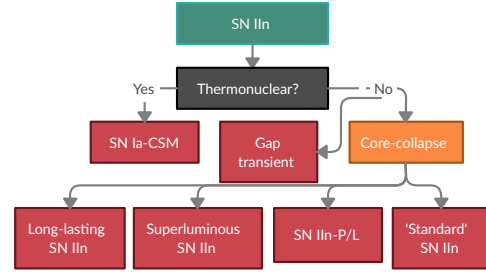 SN IIn
Thermonuclear?
Yes
No
SN Ia-CSM
Gap
transient
Core-collapse
Long-lasting
SN IIn
Superluminous
SN IIn
SN IIn-P/L
'Standard'
SN IIn